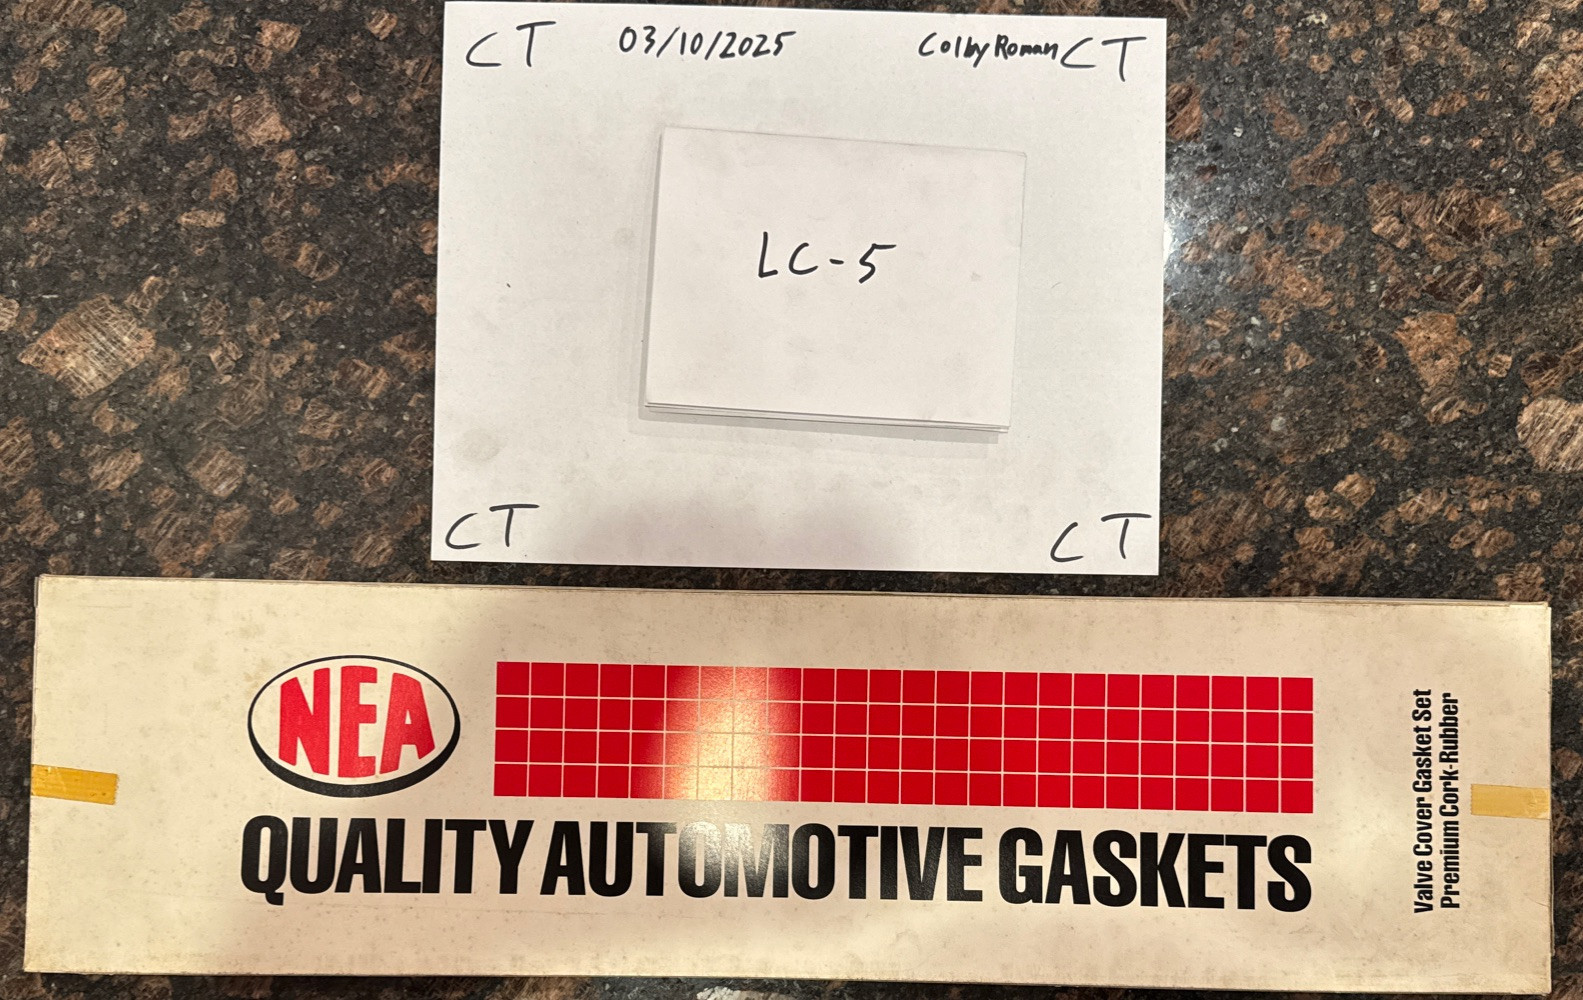 CT 03/10/2025 Colby Roman CT
LC-5
CT CT
NEA
QUALITY AUTOMOTIVE GASKETS
Valve Cover Gasket Set
Premium Cork-Rubber